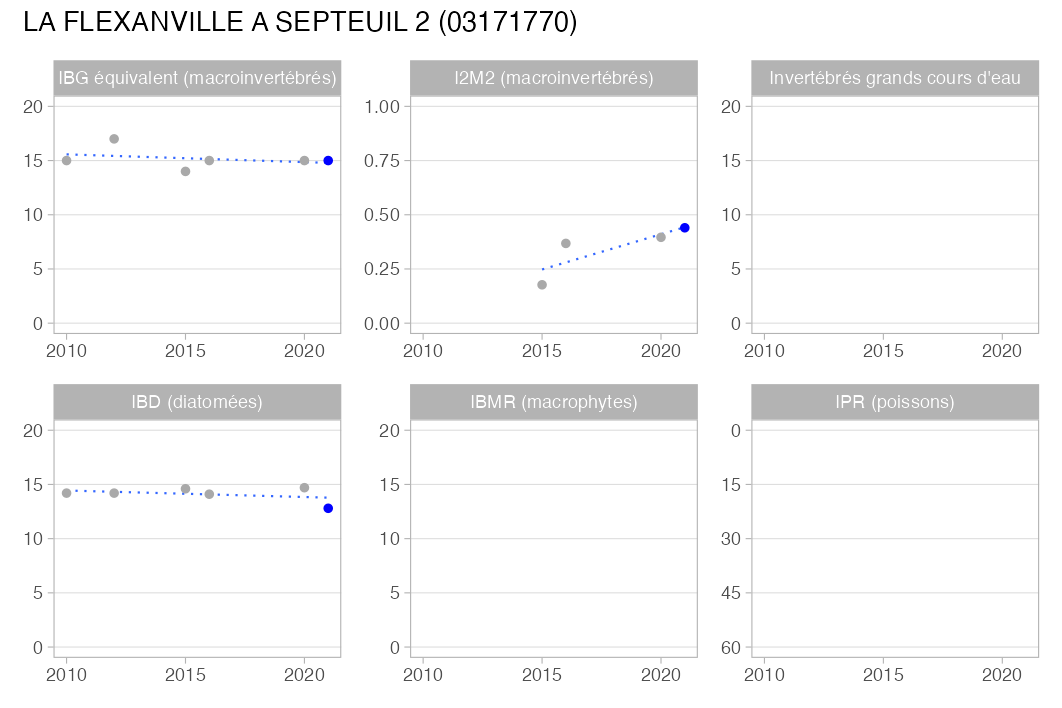 LA FLEXANVILLE A SEPTEUIL 2 (03171770)
IBG équivalent (macroinvertébrés)
20
15
10
5
0
2010 2015 2020
I2M2 (macroinvertébrés)
1.00
0.75
0.50
0.25
0.00
2010 2015 2020
Invertébrés grands cours d'eau
20
15
10
5
0
2010 2015 2020
IBD (diatomées)
20
15
10
5
0
2010 2015 2020
IBMR (macrophytes)
20
15
10
5
0
2010 2015 2020
IPR (poissons)
0
15
30
45
60
2010 2015 2020